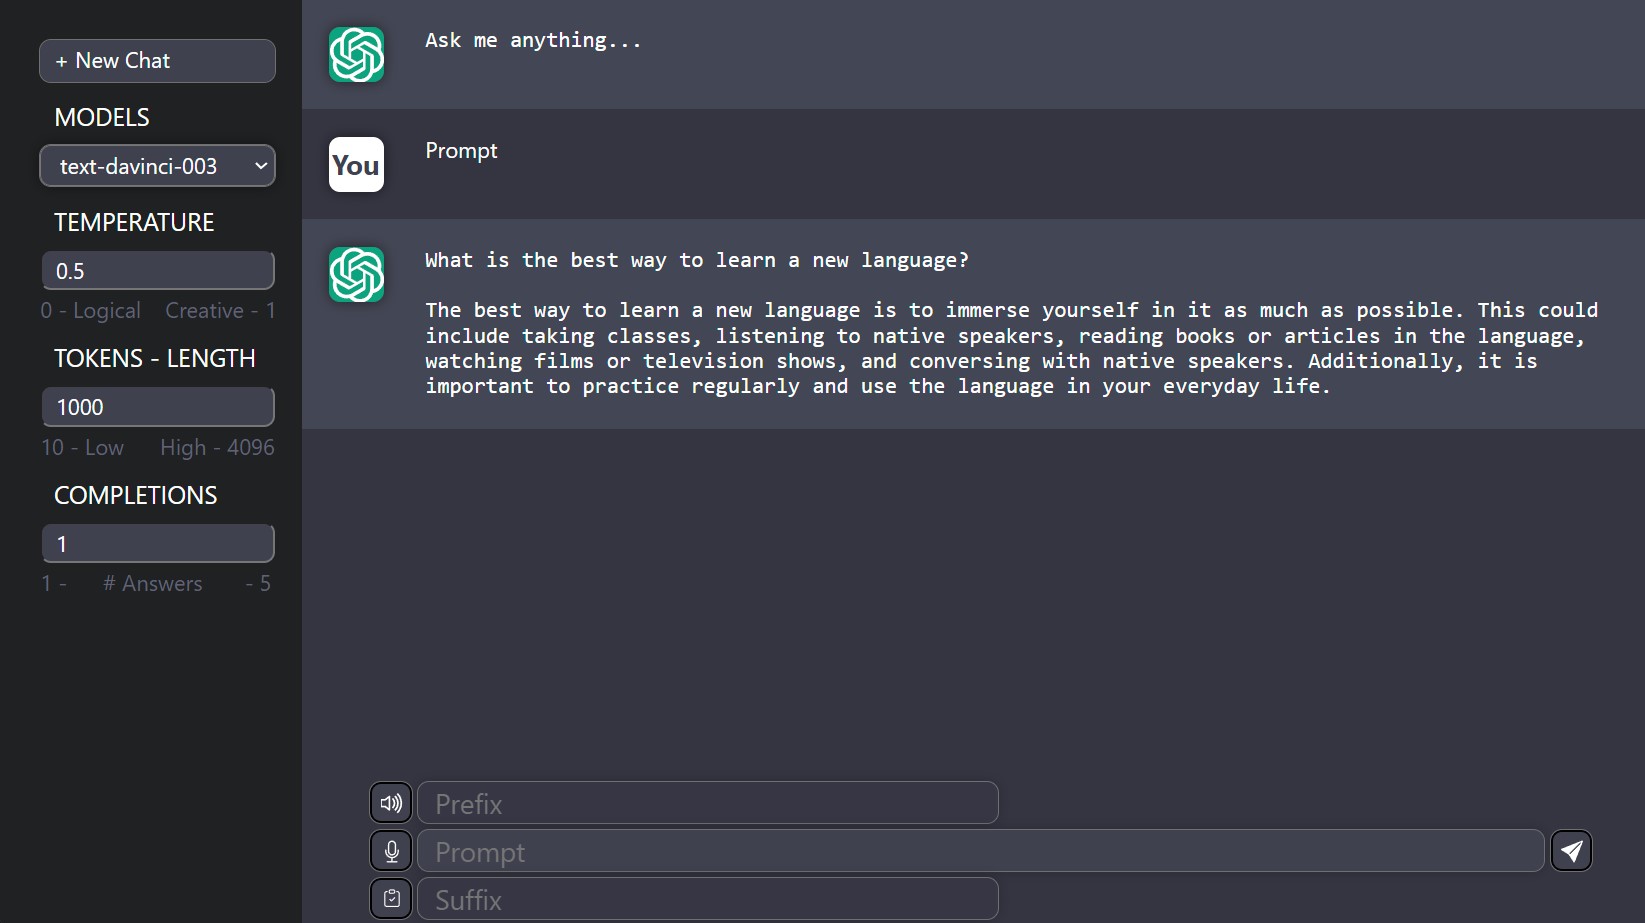 + New Chat
MODELS
text-davinci-003
TEMPERATURE
0.5
0 - Logical Creative - 1
TOKENS - LENGTH
1000
10 - Low High - 4096
COMPLETIONS
1
1 - # Answers - 5
Ask me anything...
You
Prompt
What is the best way to learn a new language?
The best way to learn a new language is to immerse yourself in it as much as possible. This could
include taking classes, listening to native speakers, reading books or articles in the language,
watching films or television shows, and conversing with native speakers. Additionally, it is
important to practice regularly and use the language in your everyday life.
Prefix
Prompt
Suffix